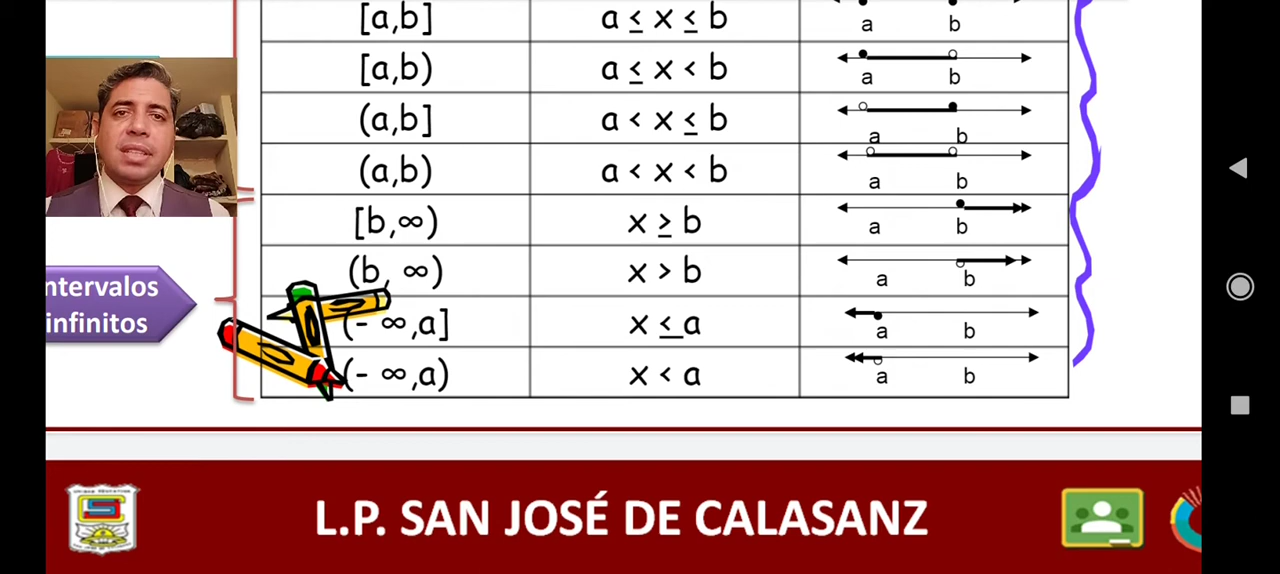 [a,b] a ≤ x ≤ b a b
[a,b) a ≤ x < b a b
(a,b] a < x ≤ b a b
(a,b) a < x < b a b
[b,∞) x ≥ b a b
(b, ∞) x > b a b
(- ∞,a] x ≤ a a b
(- ∞,a) x < a a b
ntervalos
infinitos
L.P. SAN JOSÉ DE CALASANZ